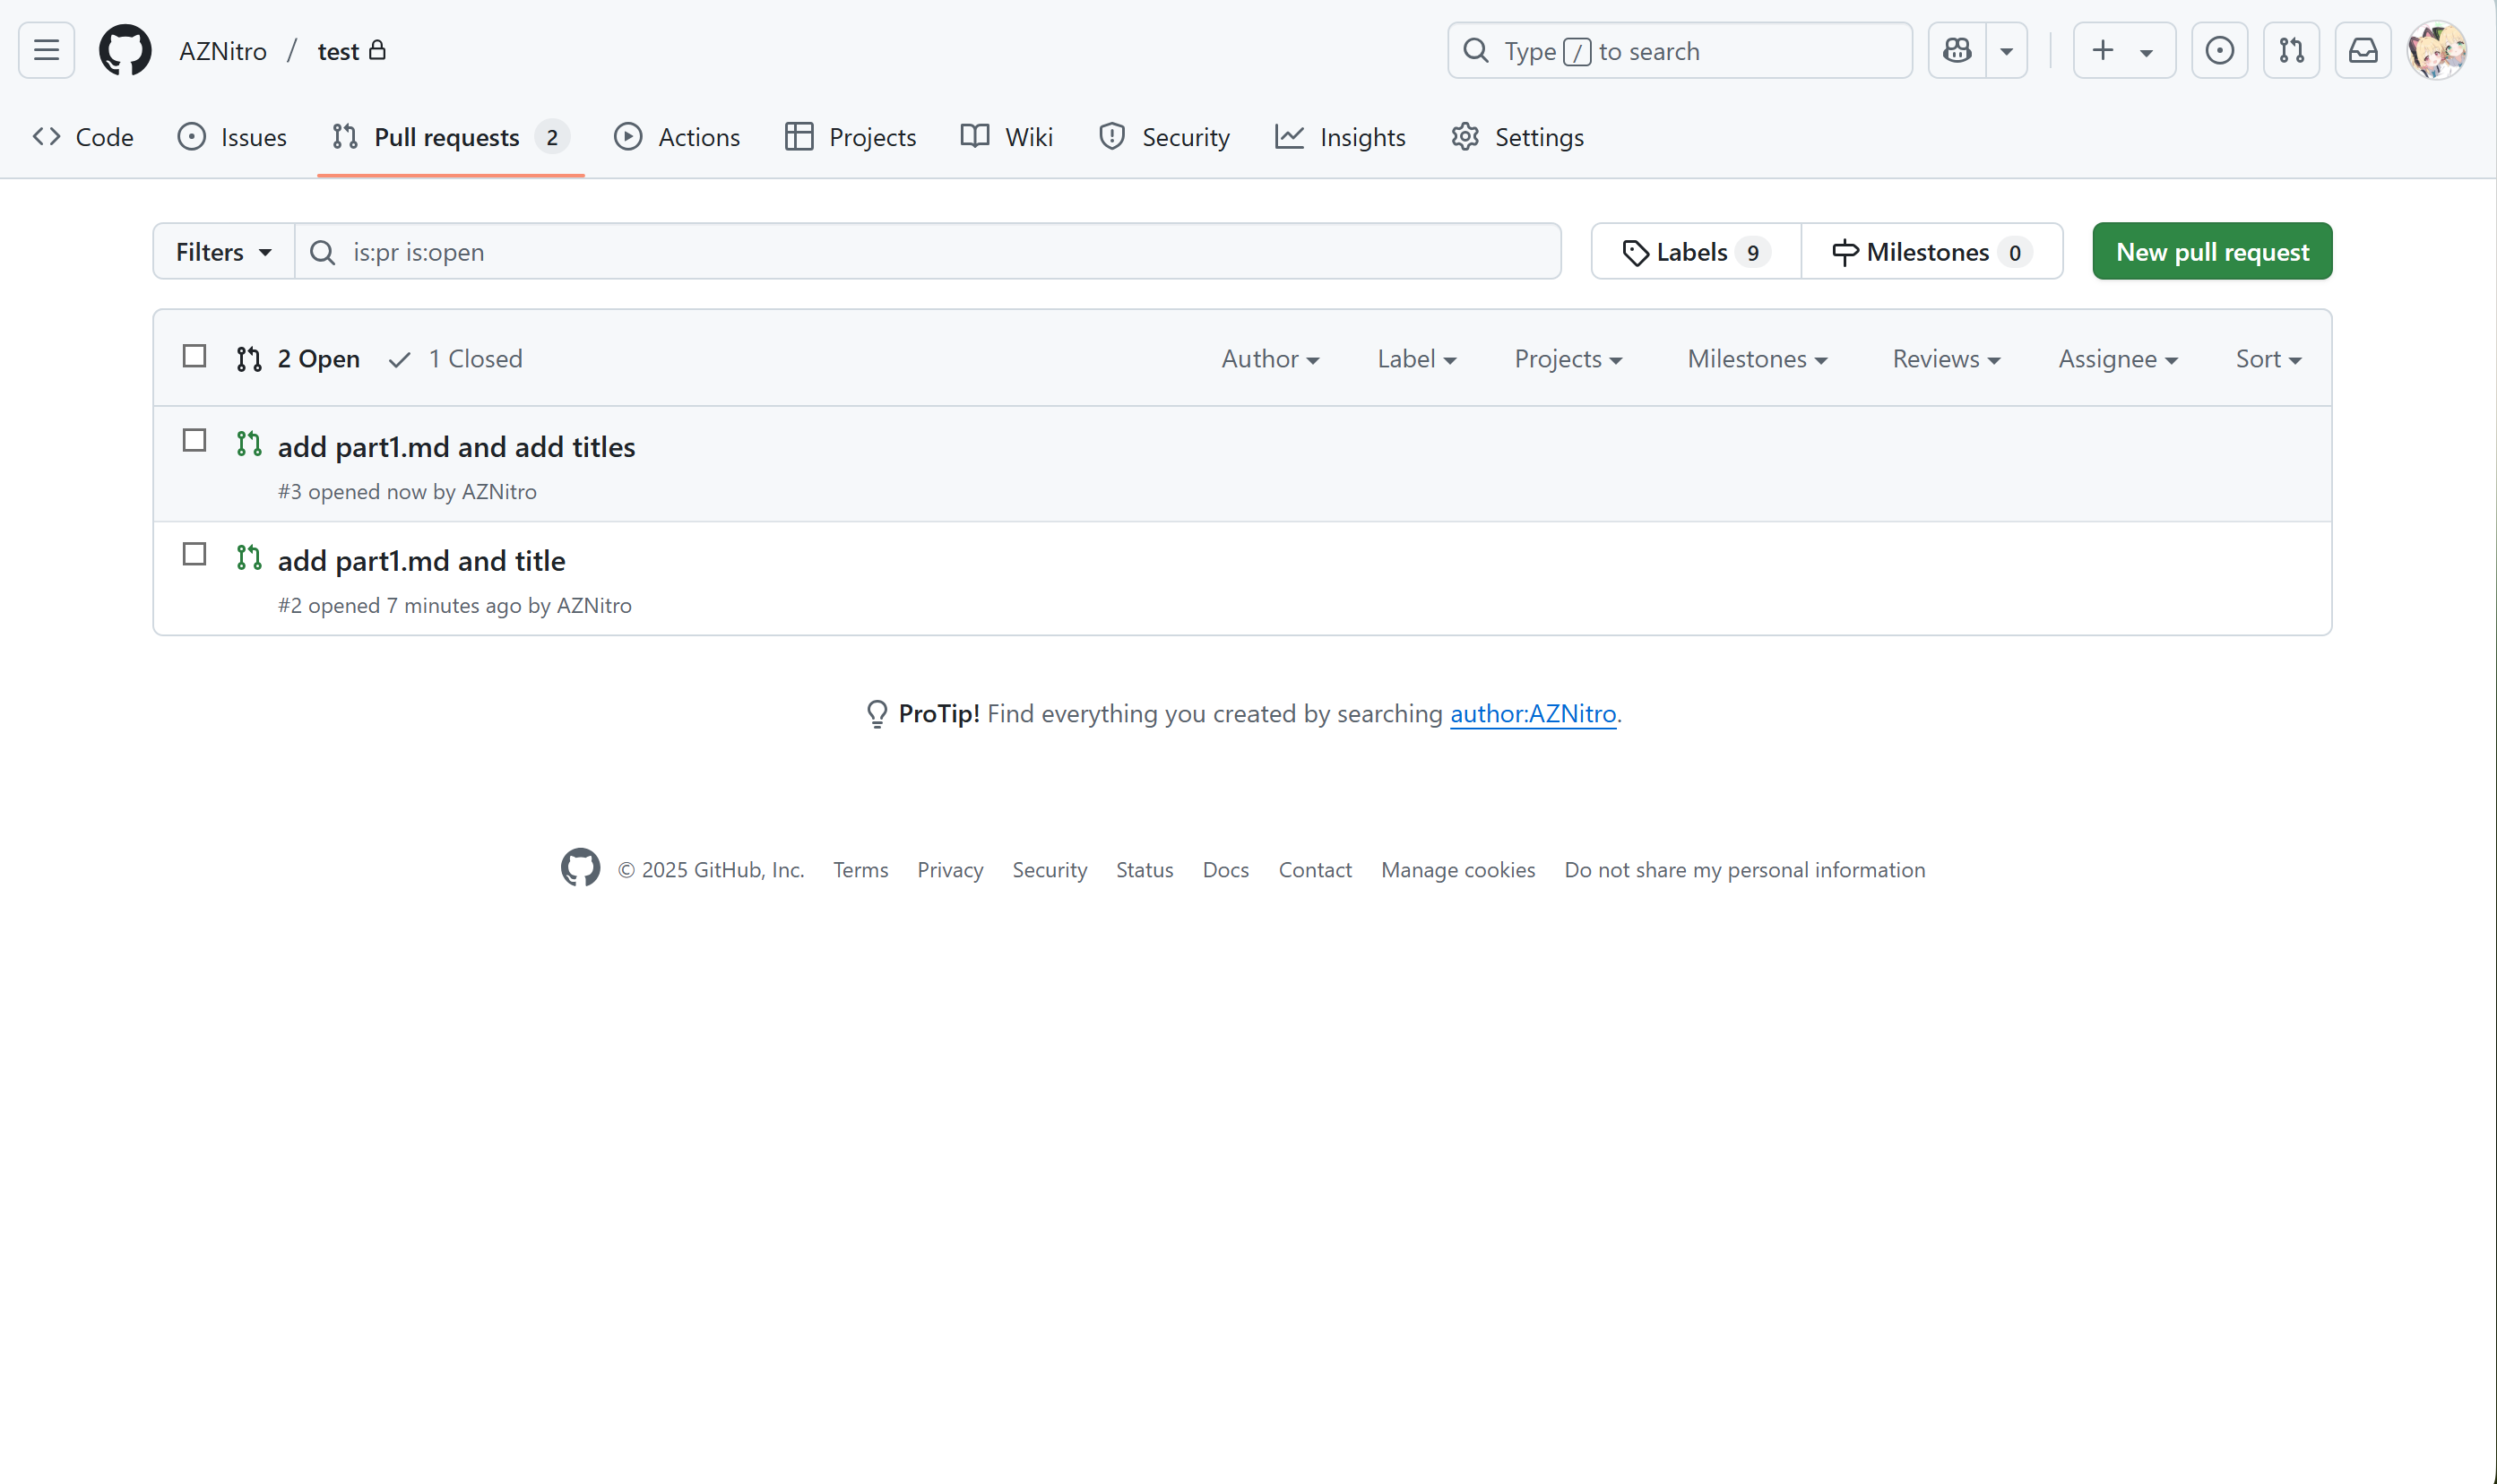 AZNitro / test
Type / to search
Code Issues Pull requests 2 Actions Projects Wiki Security Insights Settings
Filters is:pr is:open Labels 9 Milestones 0 New pull request
2 Open 1 Closed Author Label Projects Milestones Reviews Assignee Sort
add part1.md and add titles
#3 opened now by AZNitro
add part1.md and title
#2 opened 7 minutes ago by AZNitro
ProTip! Find everything you created by searching author:AZNitro.
© 2025 GitHub, Inc. Terms Privacy Security Status Docs Contact Manage cookies Do not share my personal information